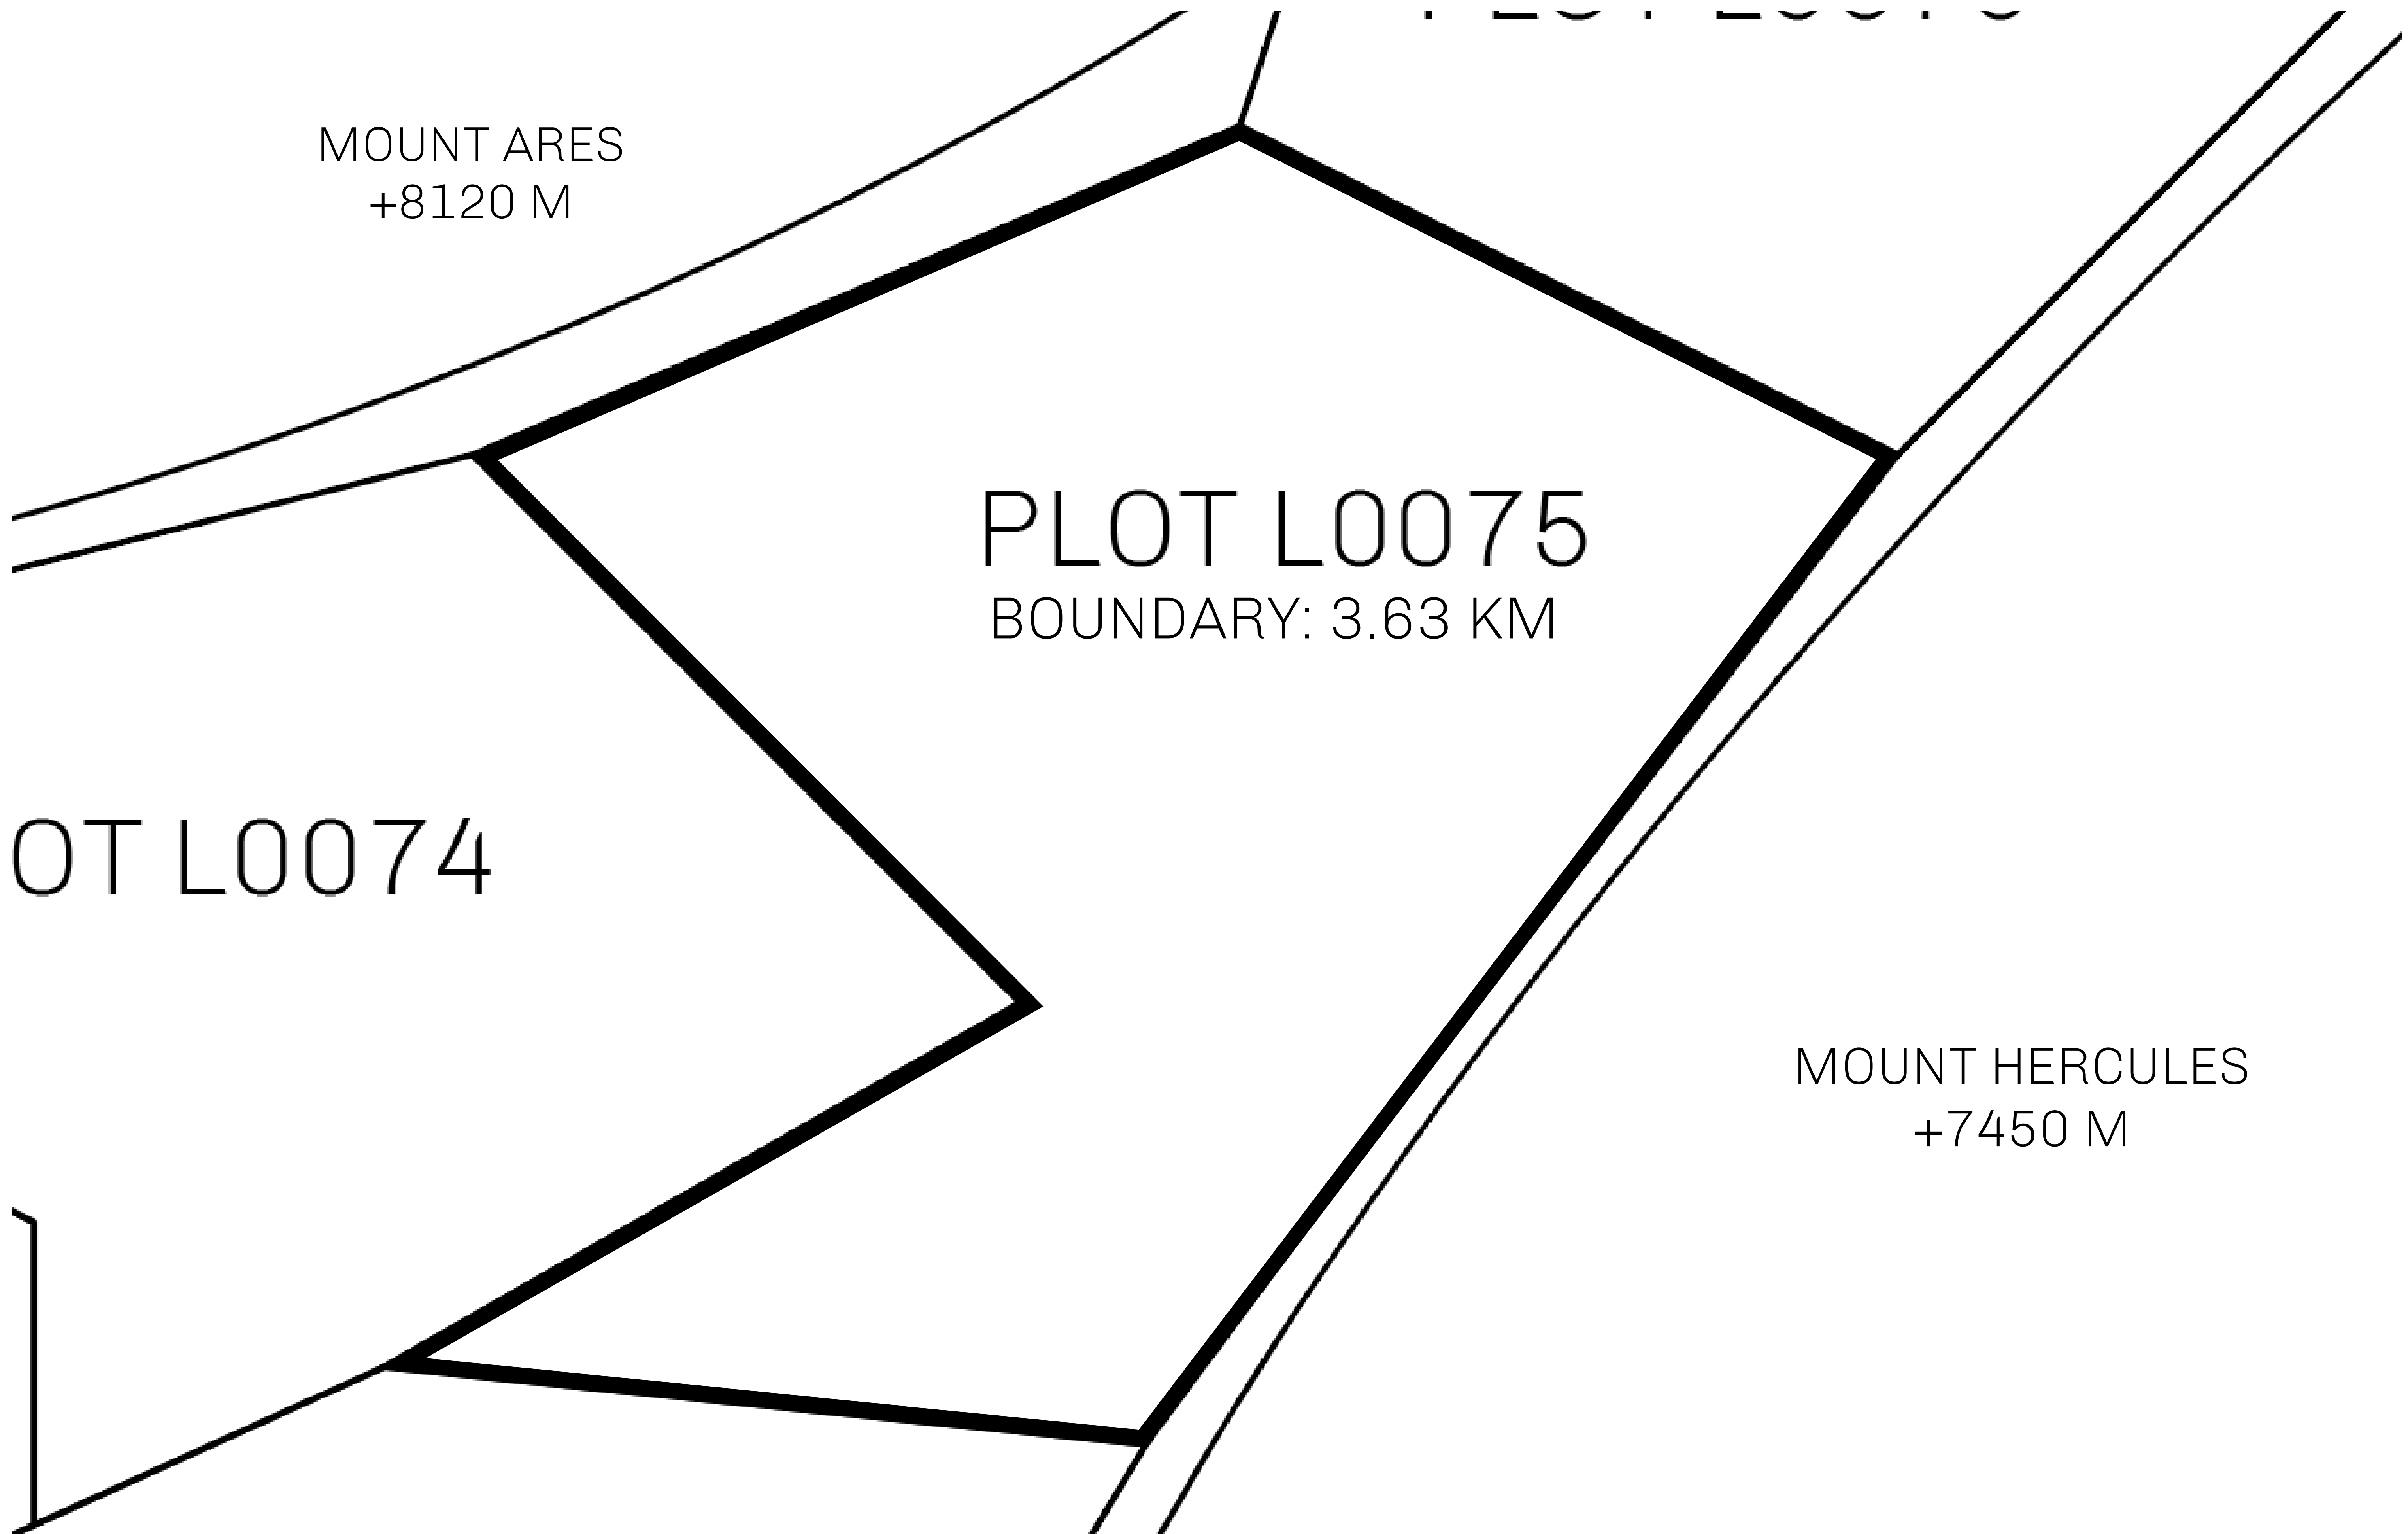 MOUNT ARES
+8120 M
PLOT L0075
BOUNDARY: 3.63 KM
OT L0074
MOUNT HERCULES
+7450 M